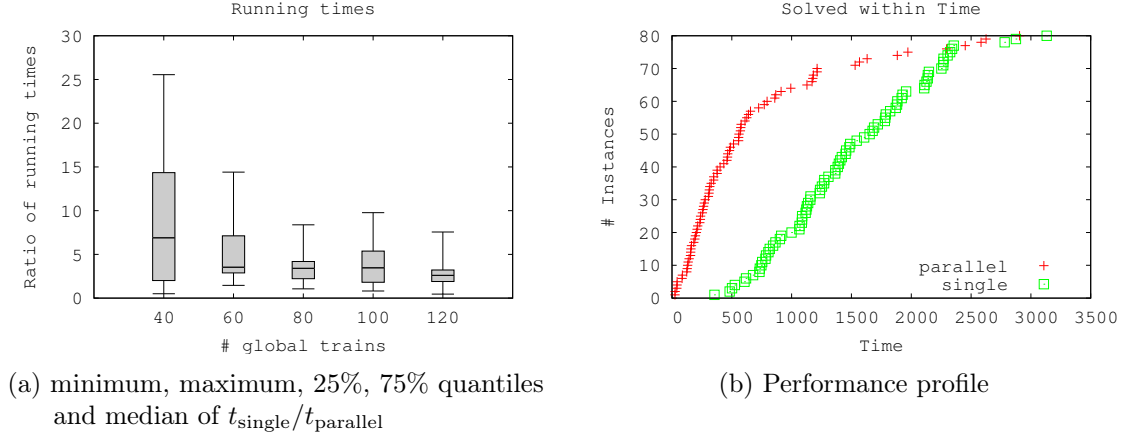 Running times
30
25
20
15
10
5
0
40 60 80 100 120
Ratio of running times
# global trains
(a) minimum, maximum, 25%, 75% quantiles
and median of t_single/t_parallel
Solved within Time
80
70
60
50
40
30
20
10
0
0 500 1000 1500 2000 2500 3000 3500
# Instances
Time
parallel
single
(b) Performance profile